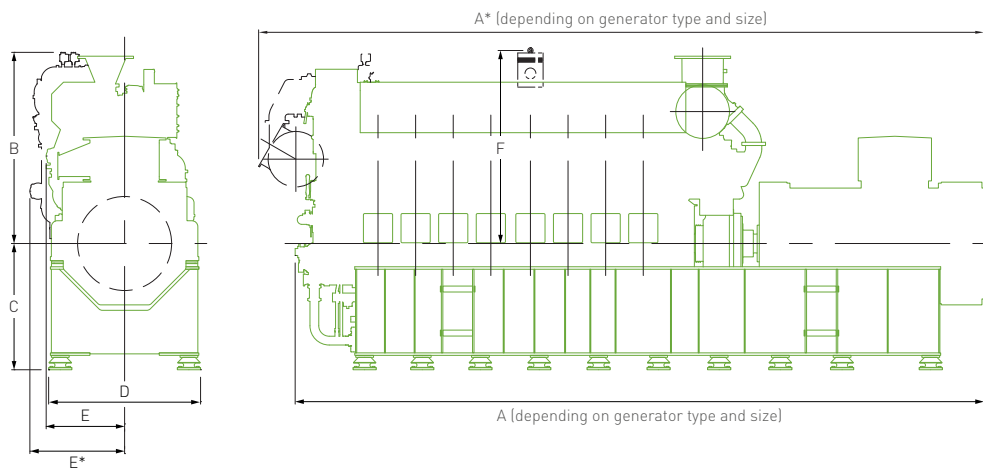 A* (depending on generator type and size)
B
F
C
D
A (depending on generator type and size)
E
E*